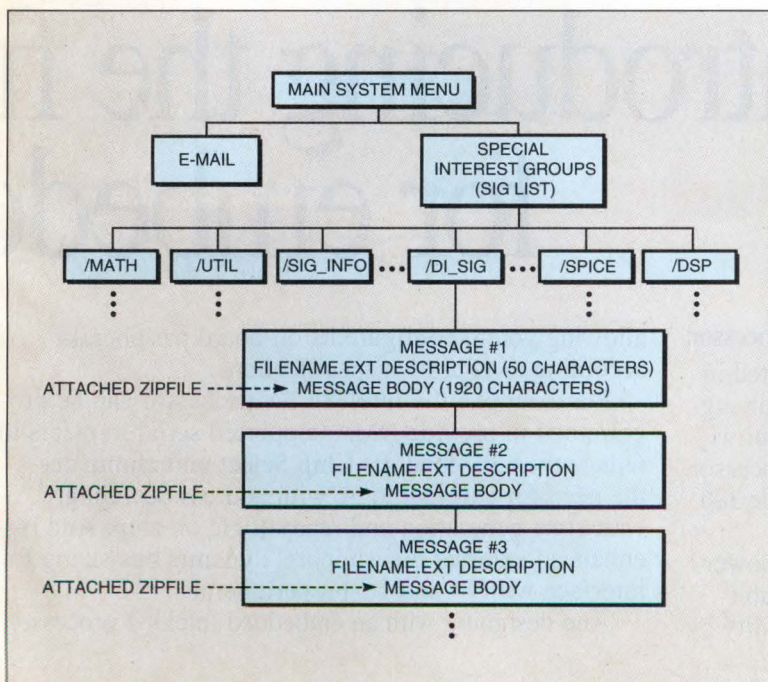 MAIN SYSTEM MENU
E-MAIL
SPECIAL
INTEREST GROUPS
(SIG LIST)
/MATH
/UTIL
/SIG_INFO
/DI_SIG
/SPICE
/DSP
MESSAGE #1
FILENAME.EXT DESCRIPTION (50 CHARACTERS)
ATTACHED ZIPFILE
MESSAGE BODY (1920 CHARACTERS)
MESSAGE #2
FILENAME.EXT DESCRIPTION
ATTACHED ZIPFILE
MESSAGE BODY
MESSAGE #3
FILENAME.EXT DESCRIPTION
ATTACHED ZIPFILE
MESSAGE BODY